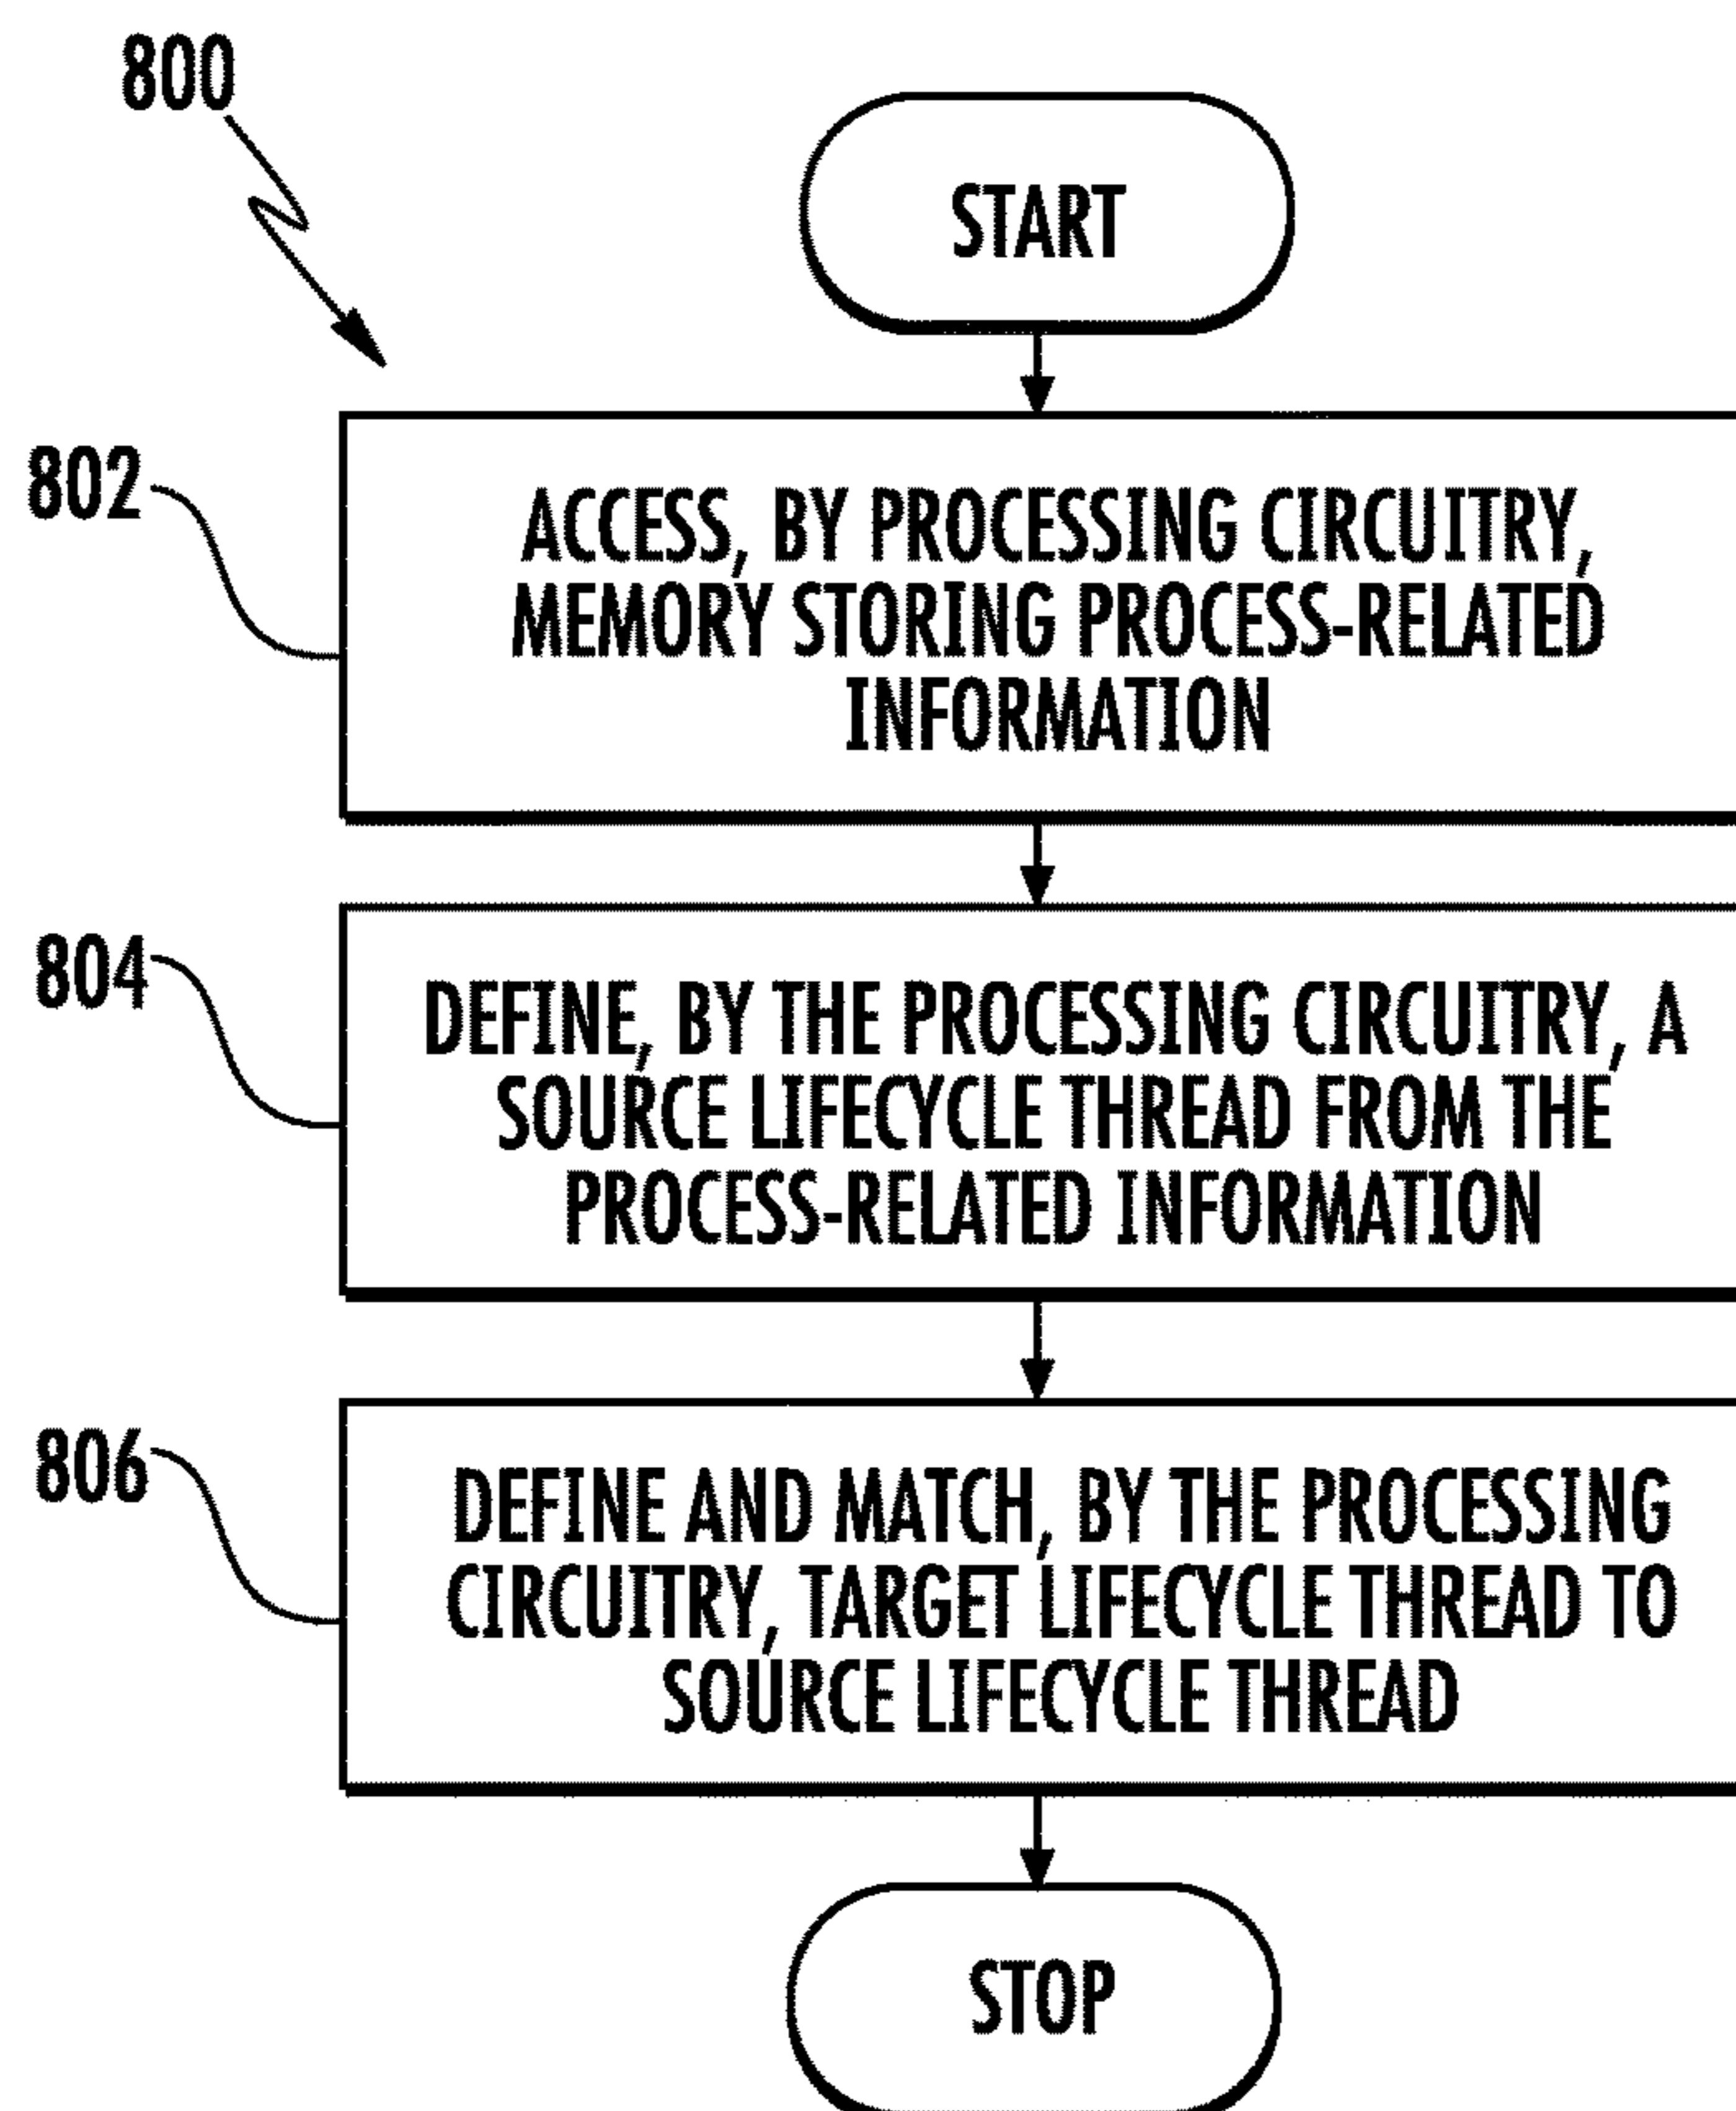 800
START
802
ACCESS, BY PROCESSING CIRCUITRY,
MEMORY STORING PROCESS-RELATED
INFORMATION
804
DEFINE, BY THE PROCESSING CIRCUITRY, A
SOURCE LIFECYCLE THREAD FROM THE
PROCESS-RELATED INFORMATION
806
DEFINE AND MATCH, BY THE PROCESSING
CIRCUITRY, TARGET LIFECYCLE THREAD TO
SOURCE LIFECYCLE THREAD
STOP